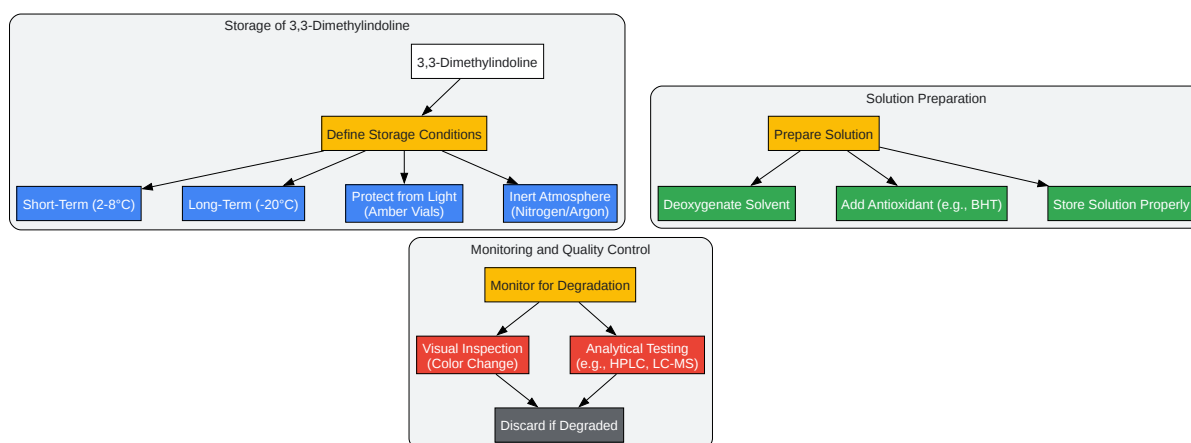 Storage of 3,3-Dimethylindoline
3,3-Dimethylindoline
Define Storage Conditions
Short-Term (2-8°C)
Long-Term (-20°C)
Protect from Light
(Amber Vials)
Inert Atmosphere
(Nitrogen/Argon)
Solution Preparation
Prepare Solution
Deoxygenate Solvent
Add Antioxidant (e.g., BHT)
Store Solution Properly
Monitoring and Quality Control
Monitor for Degradation
Visual Inspection
(Color Change)
Analytical Testing
(e.g., HPLC, LC-MS)
Discard if Degraded